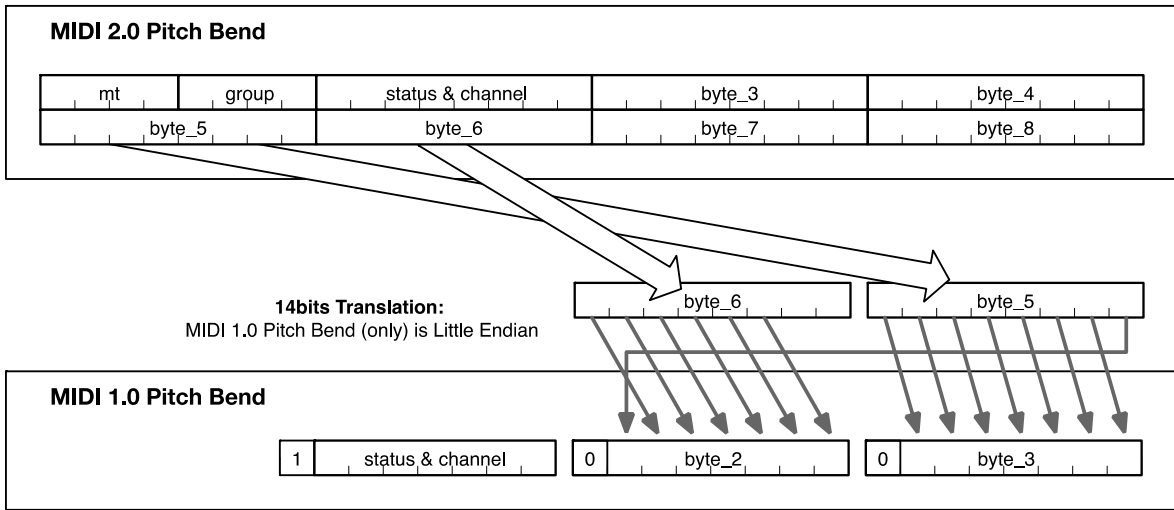 MIDI 2.0 Pitch Bend
mt group status & channel byte_3 byte_4
byte_5 byte_6 byte_7 byte_8
14bits Translation:
MIDI 1.0 Pitch Bend (only) is Little Endian
byte_6 byte_5
MIDI 1.0 Pitch Bend
1 status & channel 0 byte_2 0 byte_3